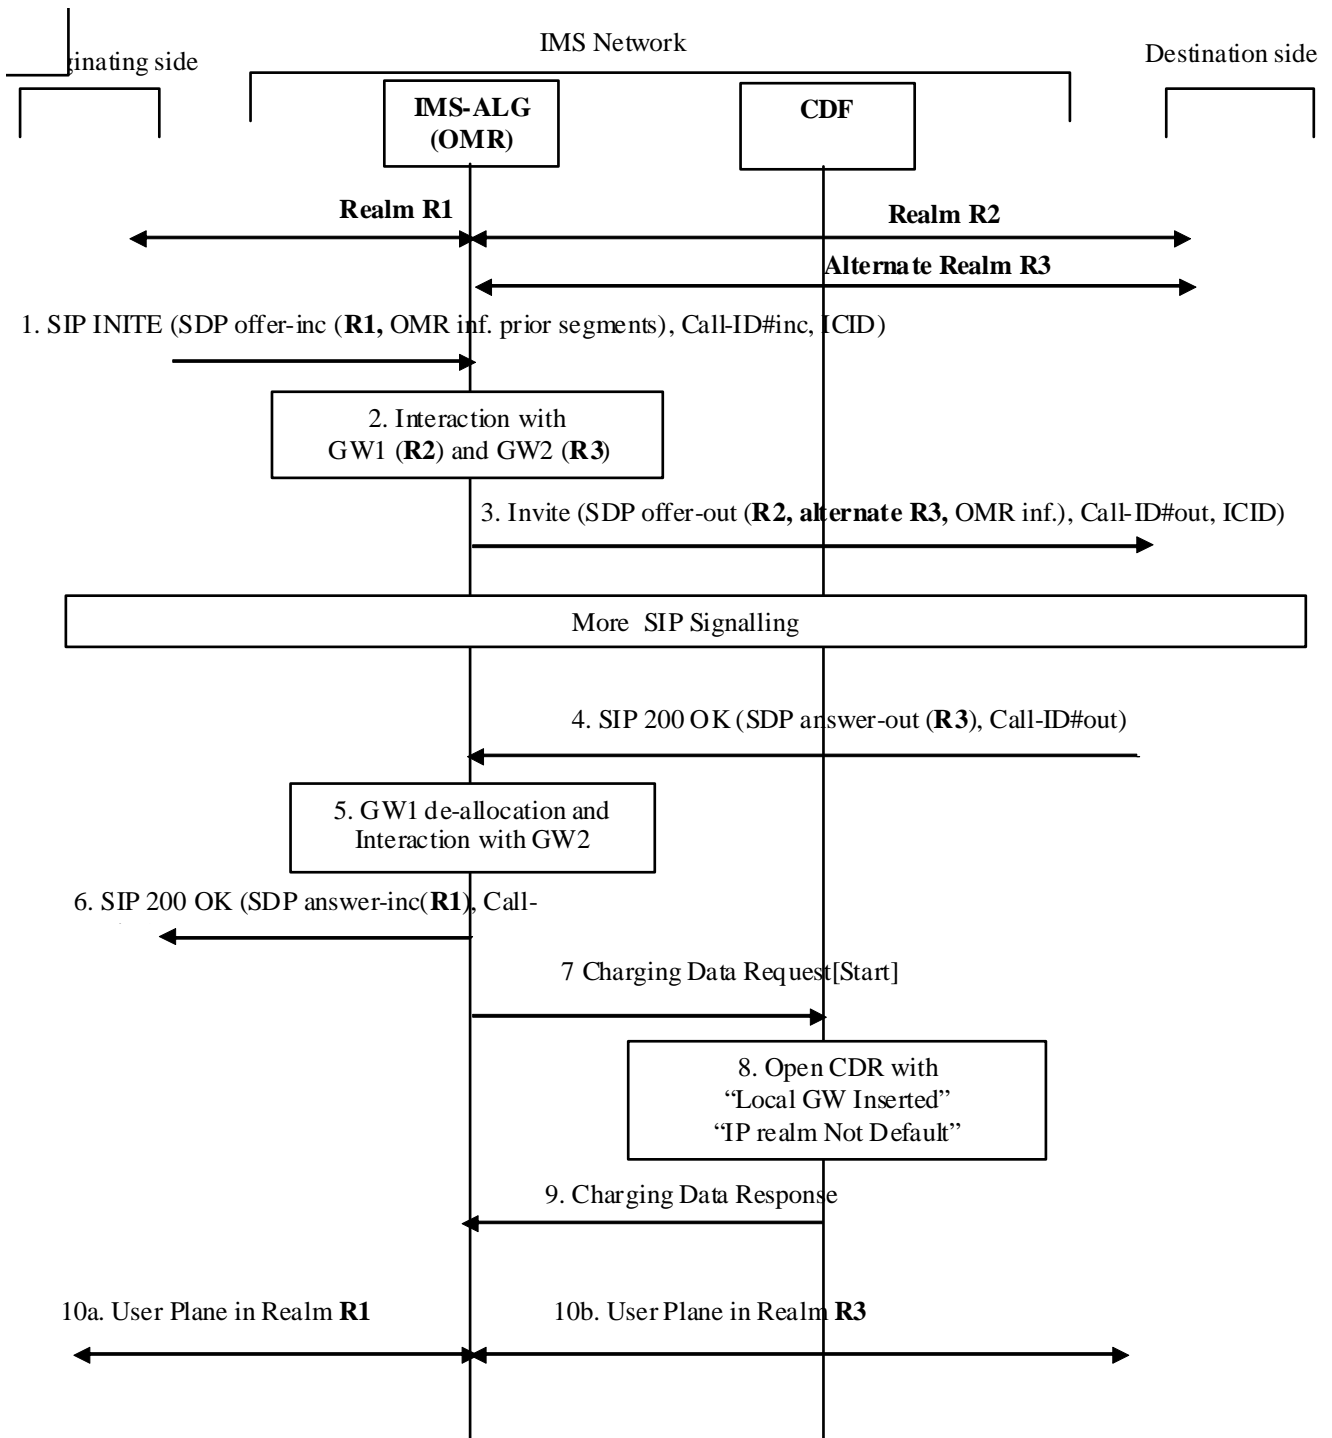 IMS Network
ginating side
Destination side
IMS-ALG
(OMR)
CDF
Realm R1
Realm R2
Alternate Realm R3
1. SIP INITE (SDP offer-inc (R1, OMR inf. prior segments), Call-ID#inc, ICID)
2. Interaction with
GW1 (R2) and GW2 (R3)
3. Invite (SDP offer-out (R2, alternate R3, OMR inf.), Call-ID#out, ICID)
More SIP Signalling
4. SIP 200 OK (SDP answer-out (R3), Call-ID#out)
5. GW1 de-allocation and
Interaction with GW2
6. SIP 200 OK (SDP answer-inc(R1), Call-
7 Charging Data Request[Start]
8. Open CDR with
“Local GW Inserted”
“IP realm Not Default”
9. Charging Data Response
10a. User Plane in Realm R1
10b. User Plane in Realm R3